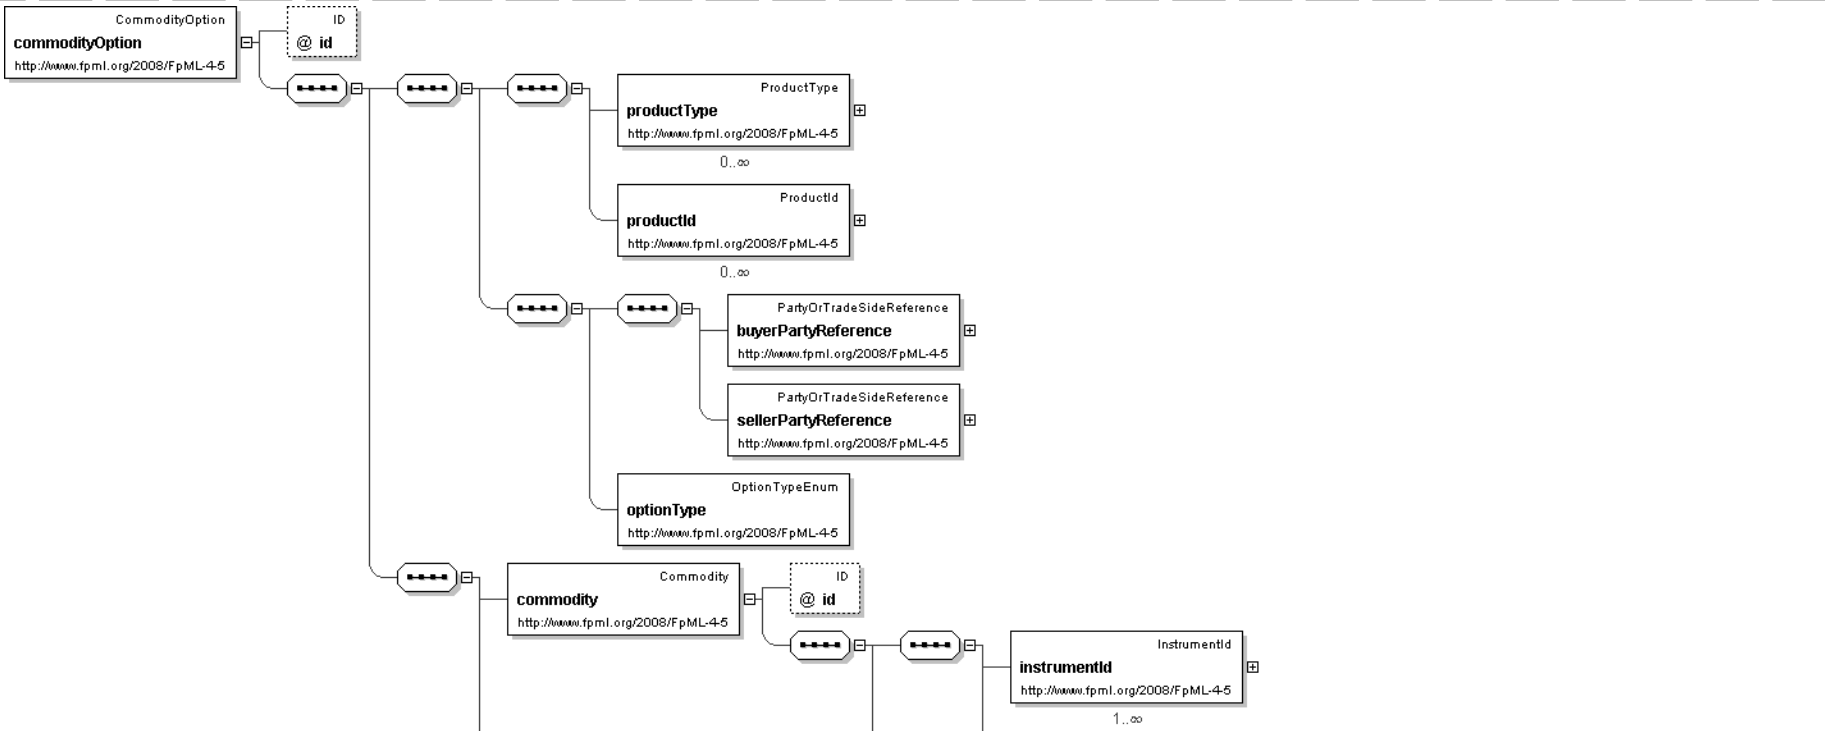 CommodityOption
commodityOption
http://www.fpml.org/2008/FpML-4-5
ID
@ id
ProductType
productType
http://www.fpml.org/2008/FpML-4-5
0..∞
ProductId
productId
http://www.fpml.org/2008/FpML-4-5
0..∞
PartyOrTradeSideReference
buyerPartyReference
http://www.fpml.org/2008/FpML-4-5
PartyOrTradeSideReference
sellerPartyReference
http://www.fpml.org/2008/FpML-4-5
OptionTypeEnum
optionType
http://www.fpml.org/2008/FpML-4-5
Commodity
commodity
http://www.fpml.org/2008/FpML-4-5
ID
@ id
InstrumentId
instrumentId
http://www.fpml.org/2008/FpML-4-5
1..∞